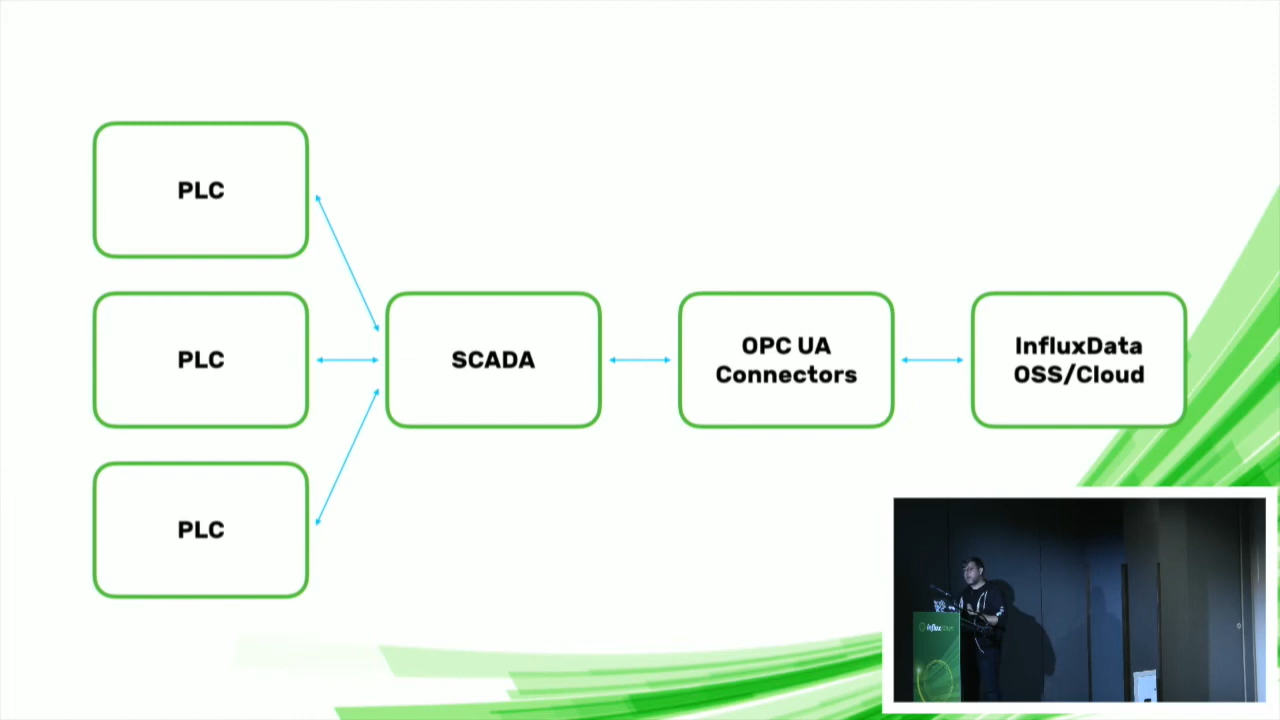 PLC
PLC
PLC
SCADA
OPC UA
Connectors
InfluxData
OSS/Cloud